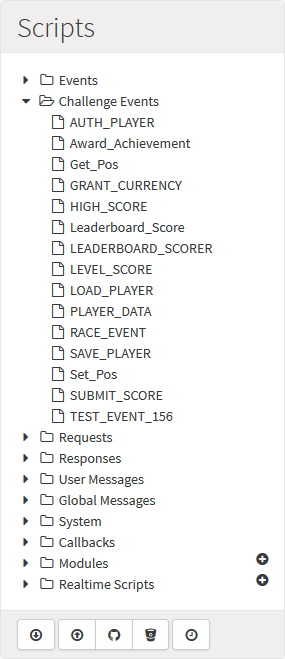 Scripts
Events
Challenge Events
AUTH_PLAYER
Award_Achievement
Get_Pos
GRANT_CURRENCY
HIGH_SCORE
Leaderboard_Score
LEADERBOARD_SCORER
LEVEL_SCORE
LOAD_PLAYER
PLAYER_DATA
RACE_EVENT
SAVE_PLAYER
Set_Pos
SUBMIT_SCORE
TEST_EVENT_156
Requests
Responses
User Messages
Global Messages
System
Callbacks
Modules
Realtime Scripts